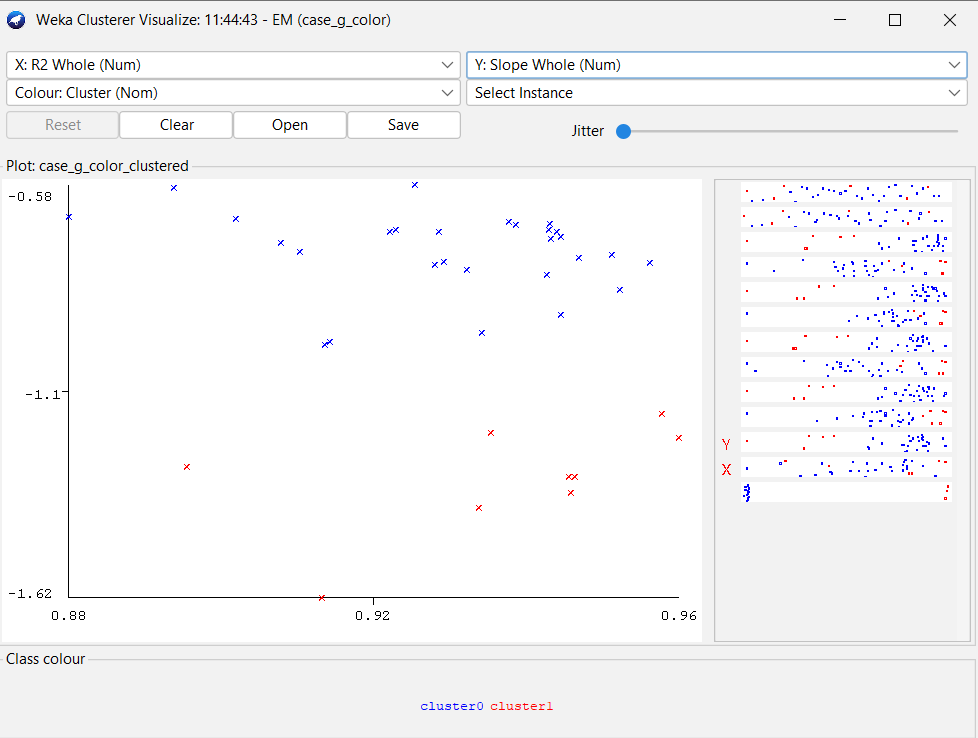 Weka Clusterer Visualize: 11:44:43 - EM (case_g_color)
X: R2 Whole (Num)
Y: Slope Whole (Num)
Colour: Cluster (Nom)
Select Instance
Reset
Clear
Open
Save
Jitter
Plot: case_g_color_clustered
-0.58
-1.1
-1.62
0.88
0.92
0.96
Y
X
Class colour
cluster0 cluster1